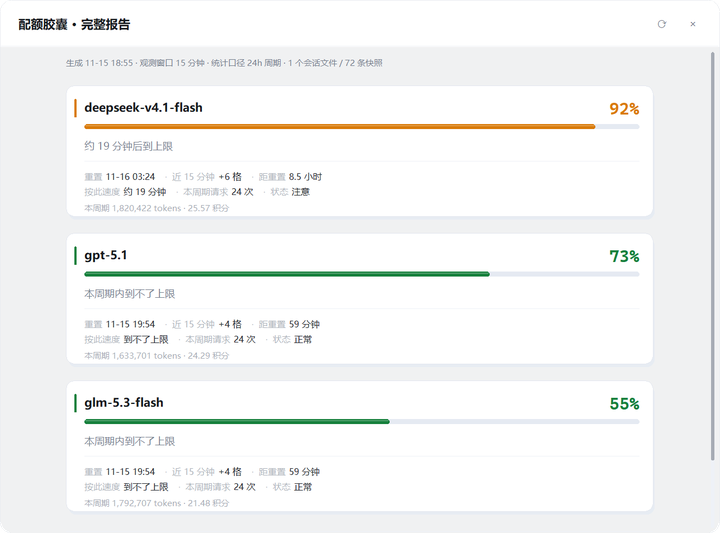 配额胶囊 · 完整报告
生成 11-15 18:55 · 观测窗口 15 分钟 · 统计口径 24h 周期 · 1 个会话文件 / 72 条快照
deepseek-v4.1-flash
92%
约 19 分钟后到上限
重置 11-16 03:24 · 近 15 分钟 +6 格 · 距重置 8.5 小时
按此速度 约 19 分钟 · 本周期请求 24 次 · 状态 注意
本周期 1,820,422 tokens · 25.57 积分
gpt-5.1
73%
本周期内到不了上限
重置 11-15 19:54 · 近 15 分钟 +4 格 · 距重置 59 分钟
按此速度 到不了上限 · 本周期请求 24 次 · 状态 正常
本周期 1,633,701 tokens · 24.29 积分
glm-5.3-flash
55%
本周期内到不了上限
重置 11-15 19:54 · 近 15 分钟 +4 格 · 距重置 59 分钟
按此速度 到不了上限 · 本周期请求 24 次 · 状态 正常
本周期 1,792,707 tokens · 21.48 积分